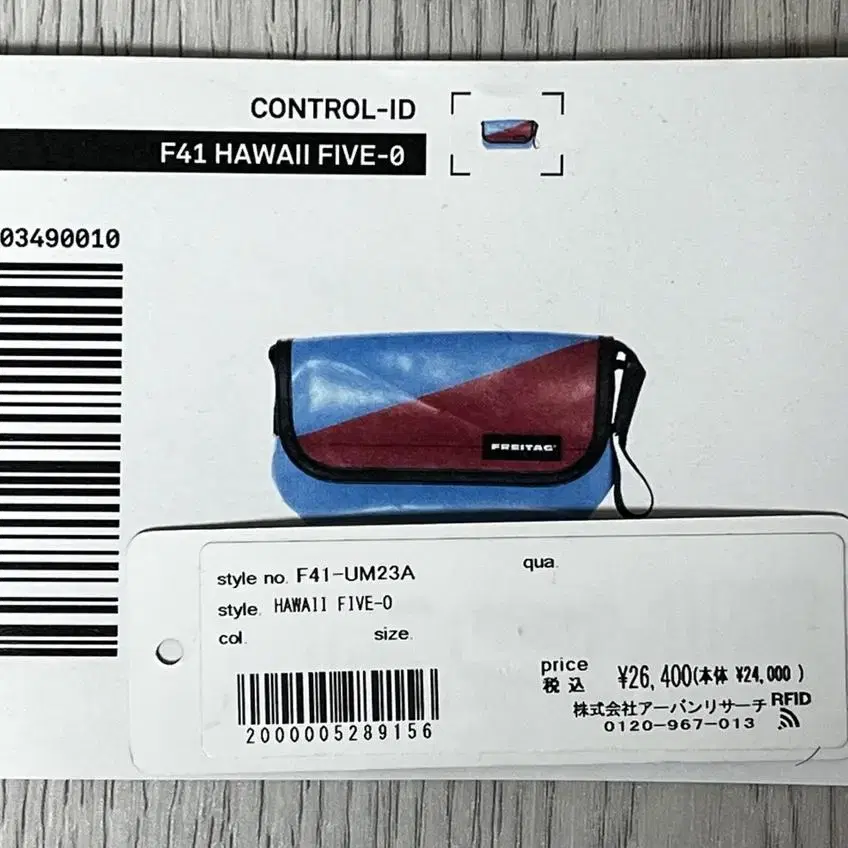 CONTROL-ID
F41 HAWAII FIVE-0
03490010
FREITAG
style no. F41-UM23A
qua.
style. HAWAII FIVE-O
col.
size.
price
税込
¥26,400(本体 ¥24,000 )
株式会社アーバンリサーチ RFID
0120-967-013
2000005289156